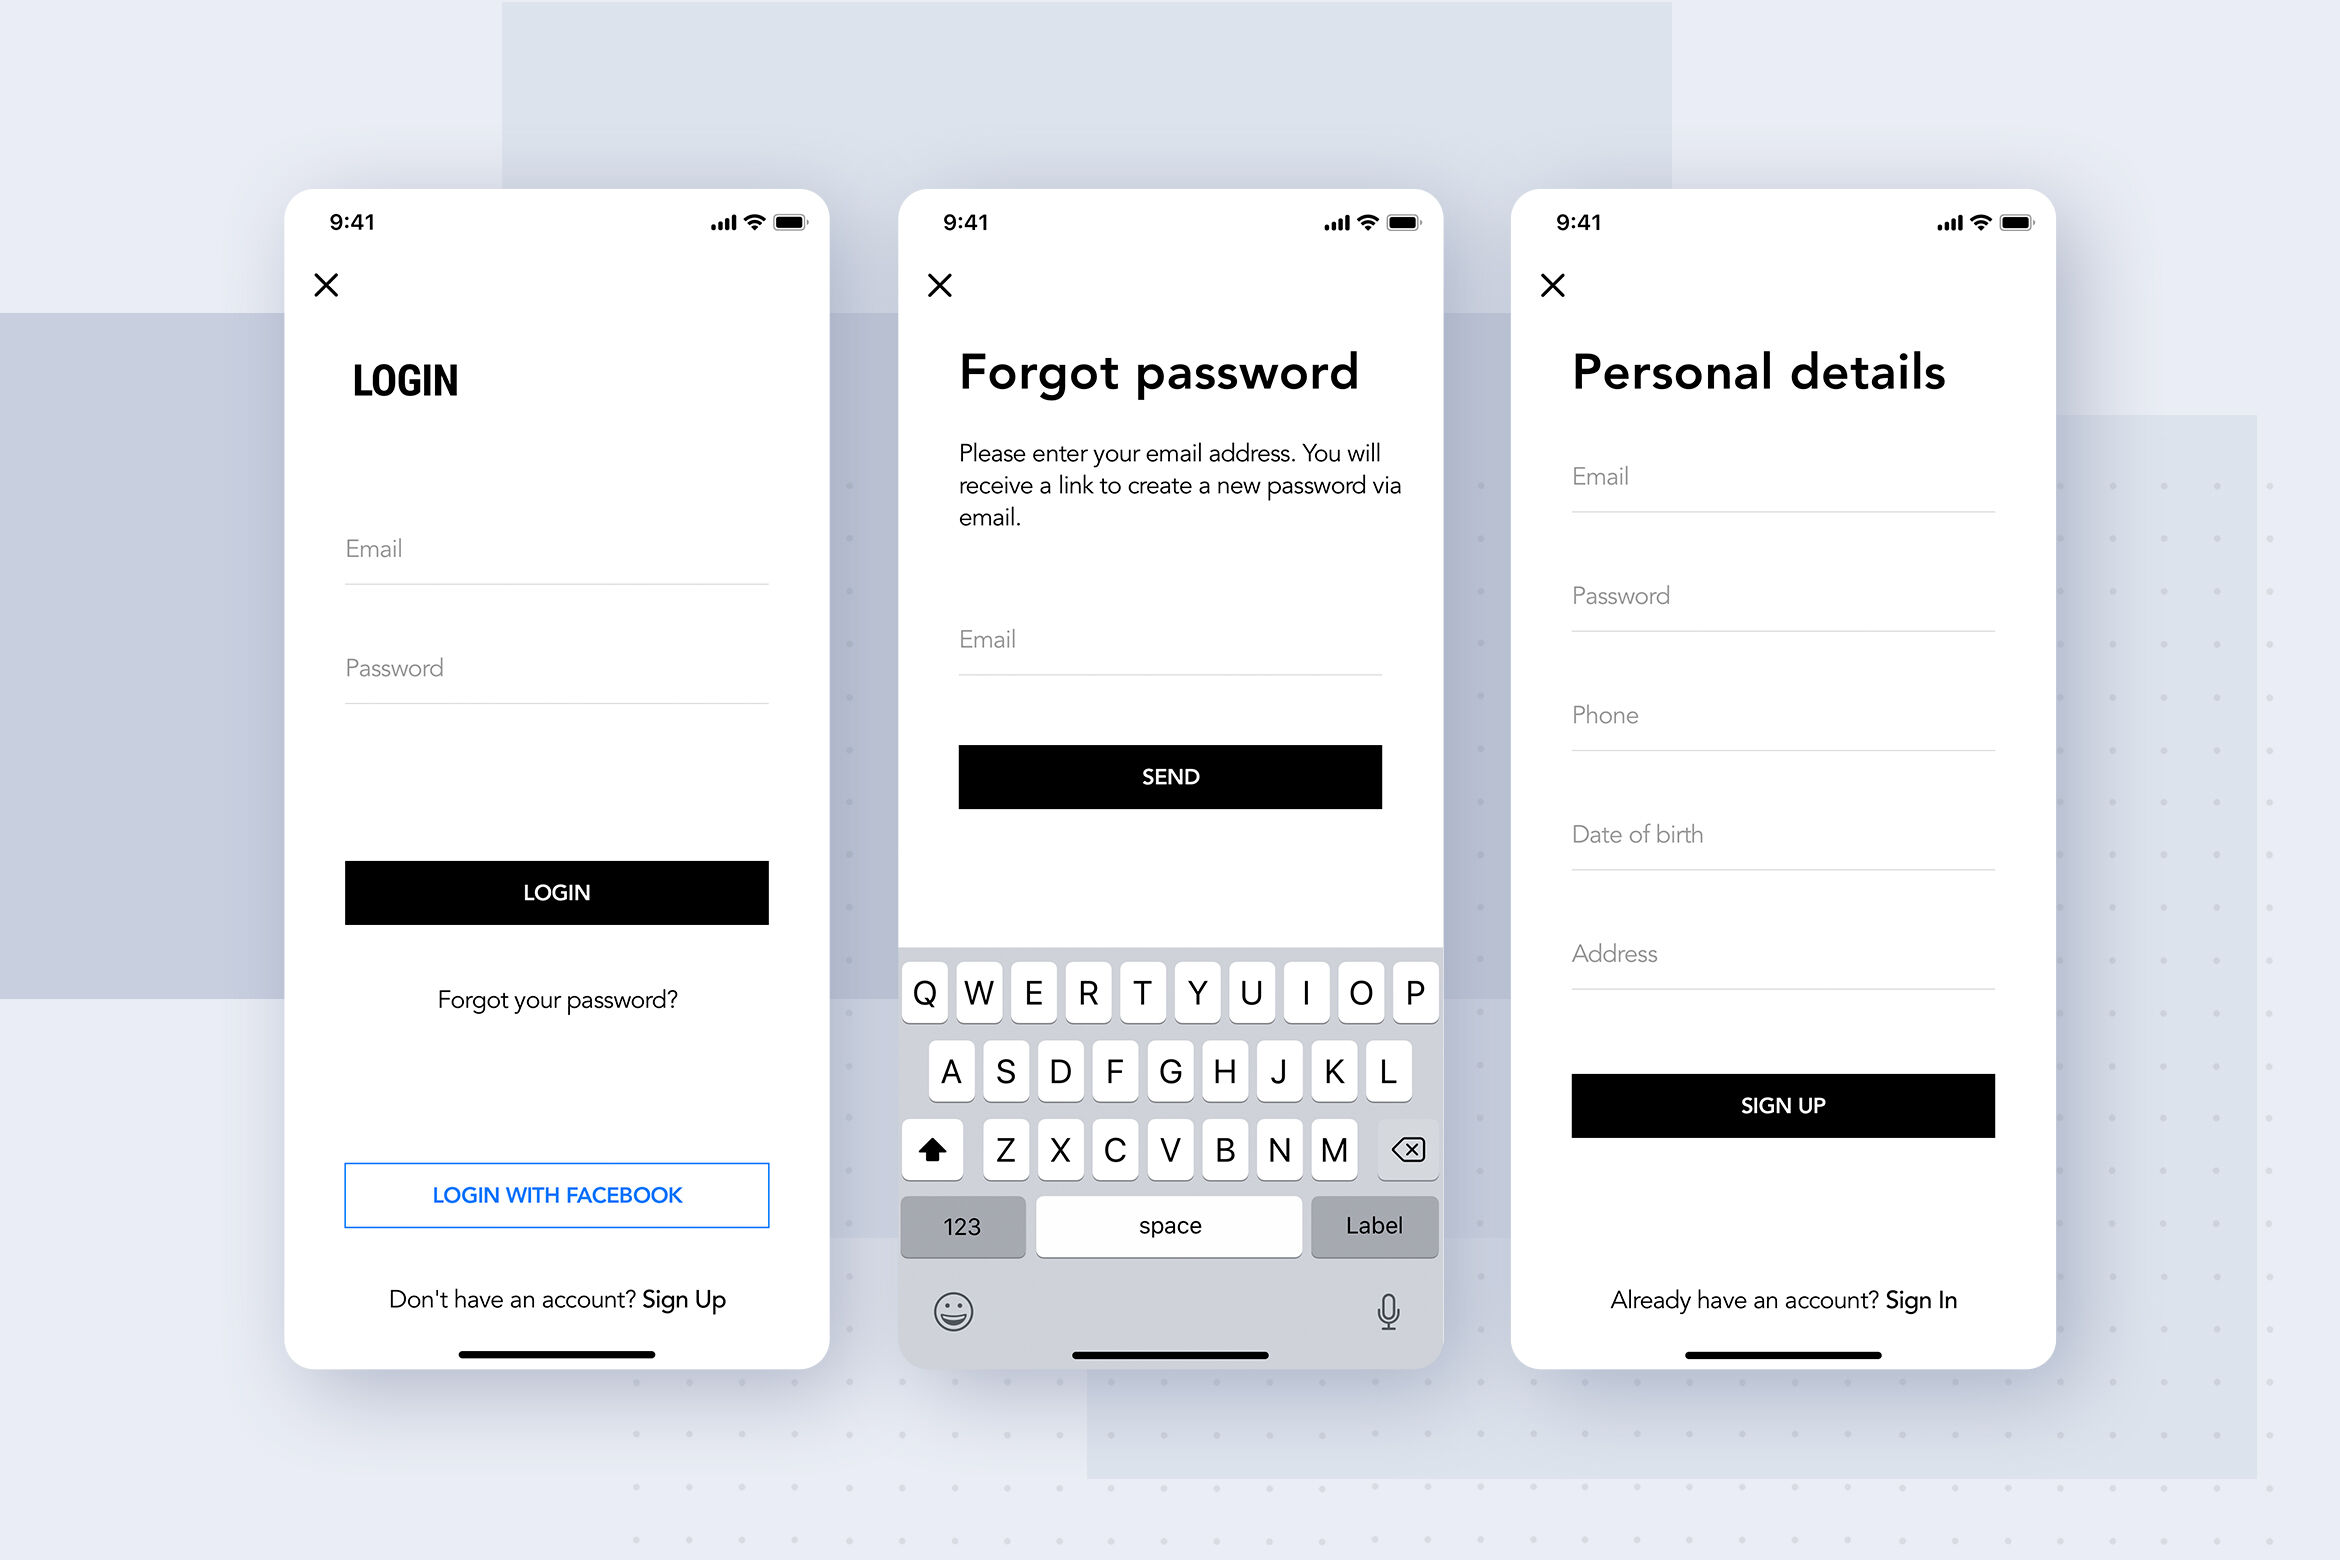 9:41
LOGIN
Email
Password
LOGIN
Forgot your password?
LOGIN WITH FACEBOOK
Don't have an account? Sign Up
9:41
Forgot password
Please enter your email address. You will
receive a link to create a new password via
email.
Email
SEND
Q W E R T Y U I O P
A S D F G H J K L
Z X C V B N M
123 space Label
9:41
Personal details
Email
Password
Phone
Date of birth
Address
SIGN UP
Already have an account? Sign In